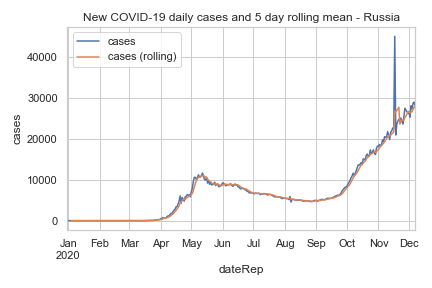 New COVID-19 daily cases and 5 day rolling mean - Russia
cases
cases (rolling)
40000
30000
20000
10000
0
cases
Jan Feb Mar Apr May Jun Jul Aug Sep Oct Nov Dec
2020
dateRep